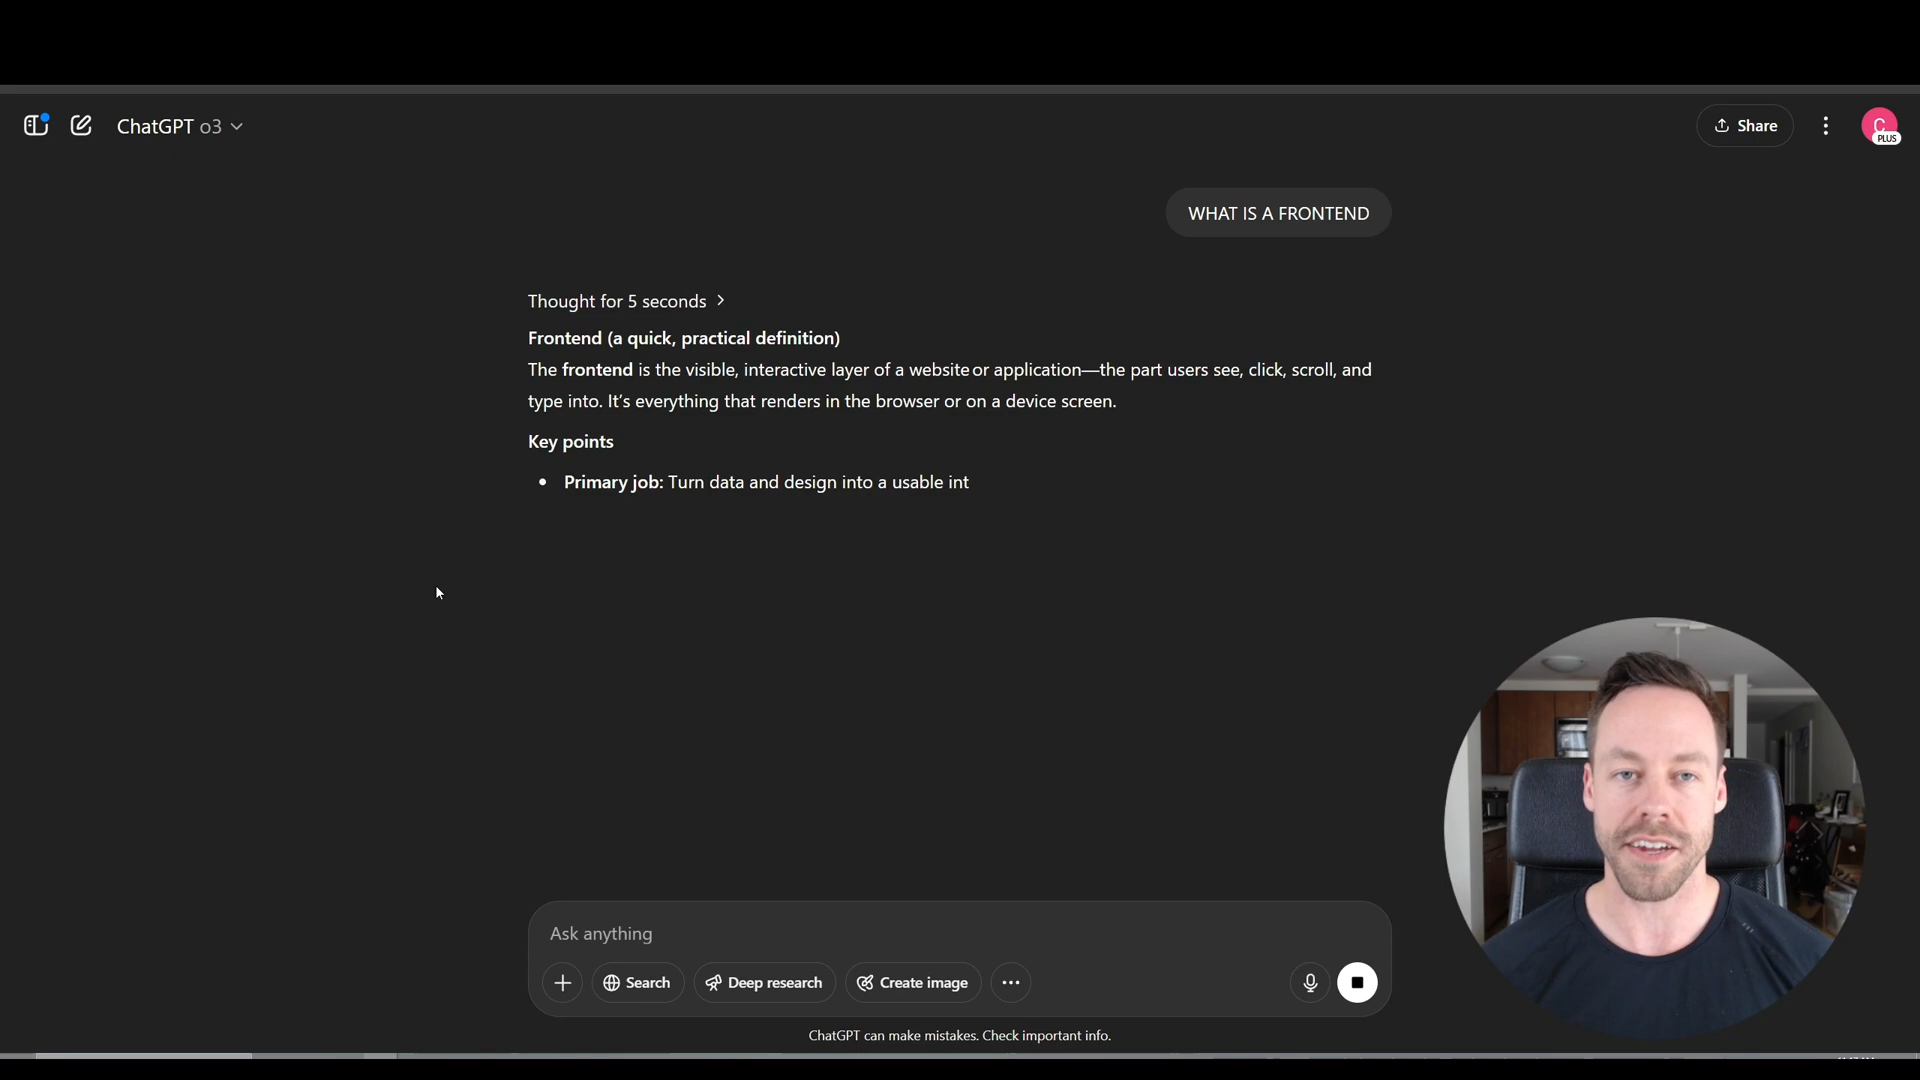 ChatGPT o3
Share
C
PLUS
WHAT IS A FRONTEND
Thought for 5 seconds
Frontend (a quick, practical definition)
The frontend is the visible, interactive layer of a website or application—the part users see, click, scroll, and
type into. It’s everything that renders in the browser or on a device screen.
Key points
• Primary job: Turn data and design into a usable int
Ask anything
Search
Deep research
Create image
ChatGPT can make mistakes. Check important info.